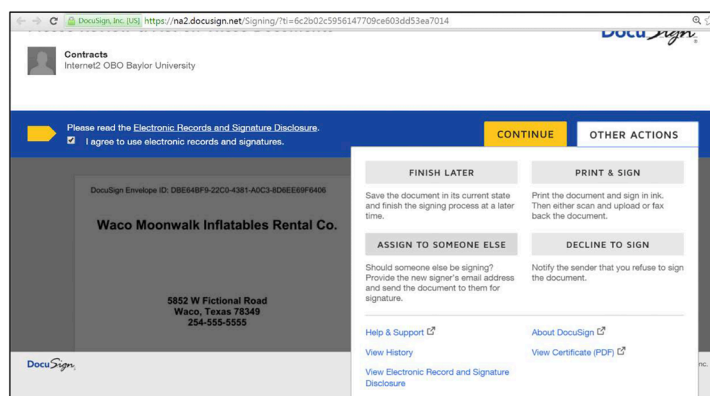 DocuSign, Inc. [US] https://na2.docusign.net/Signing/?ti=6c2b02c5956147709ce603dd53ea7014
DocuSign
Contracts
Internet2 OBO Baylor University
Please read the Electronic Records and Signature Disclosure.
I agree to use electronic records and signatures.
CONTINUE
OTHER ACTIONS
DocuSign Envelope ID: DBE64BF9-22C0-4381-A0C3-8D6EE69F6406
Waco Moonwalk Inflatables Rental Co.
5852 W Fictional Road
Waco, Texas 78349
254-555-5555
FINISH LATER
Save the document in its current state
and finish the signing process at a later
time.
PRINT & SIGN
Print the document and sign in ink.
Then either scan and upload or fax
back the document.
ASSIGN TO SOMEONE ELSE
Should someone else be signing?
Provide the new signer's email address
and send the document to them for
signature.
DECLINE TO SIGN
Notify the sender that you refuse to sign
the document.
Help & Support
About DocuSign
View History
View Certificate (PDF)
View Electronic Record and Signature
Disclosure
DocuSign
nc.